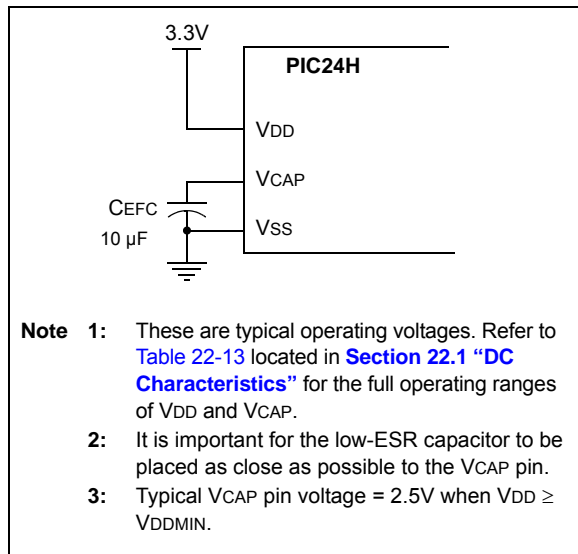 3.3V
PIC24H
VDD
VCAP
CEFC
10 µF
VSS
Note 1: These are typical operating voltages. Refer to
Table 22-13 located in Section 22.1 “DC
Characteristics” for the full operating ranges
of VDD and VCAP.
2: It is important for the low-ESR capacitor to be
placed as close as possible to the VCAP pin.
3: Typical VCAP pin voltage = 2.5V when VDD ≥
VDDMIN.